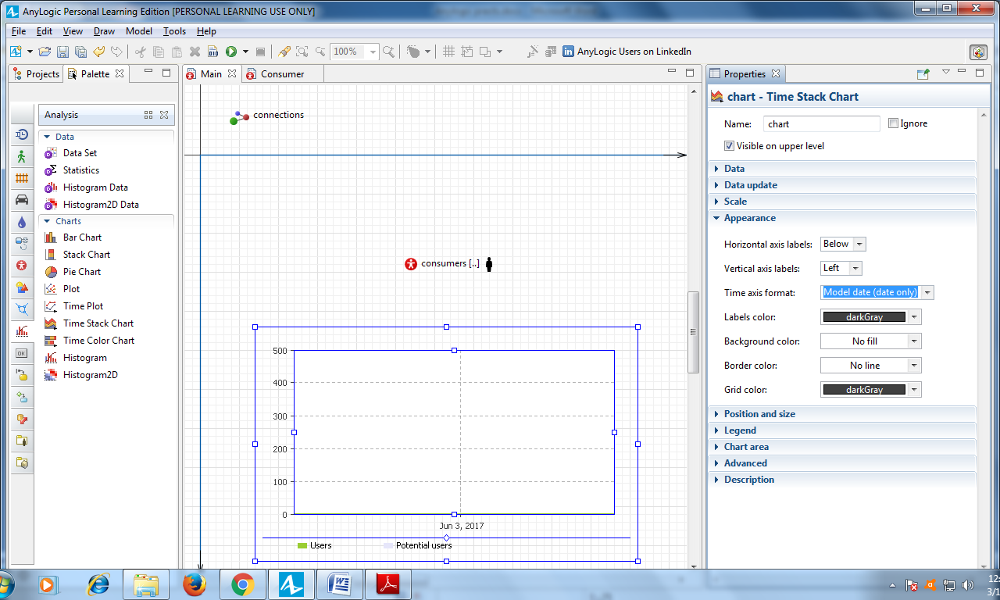 AnyLogic Personal Learning Edition [PERSONAL LEARNING USE ONLY]
File Edit View Draw Model Tools Help
100% AnyLogic Users on LinkedIn
Projects Palette Main Consumer Properties
Analysis
Data
Data Set
Statistics
Histogram Data
Histogram2D Data
Charts
Bar Chart
Stack Chart
Pie Chart
Plot
Time Plot
Time Stack Chart
Time Color Chart
Histogram
Histogram2D
connections
consumers [..]
500
400
300
200
100
0
Jun 3, 2017
Users Potential users
chart - Time Stack Chart
Name: chart Ignore
Visible on upper level
Data
Data update
Scale
Appearance
Horizontal axis labels: Below
Vertical axis labels: Left
Time axis format: Model date (date only)
Labels color: darkGray
Background color: No fill
Border color: No line
Grid color: darkGray
Position and size
Legend
Chart area
Advanced
Description
OK